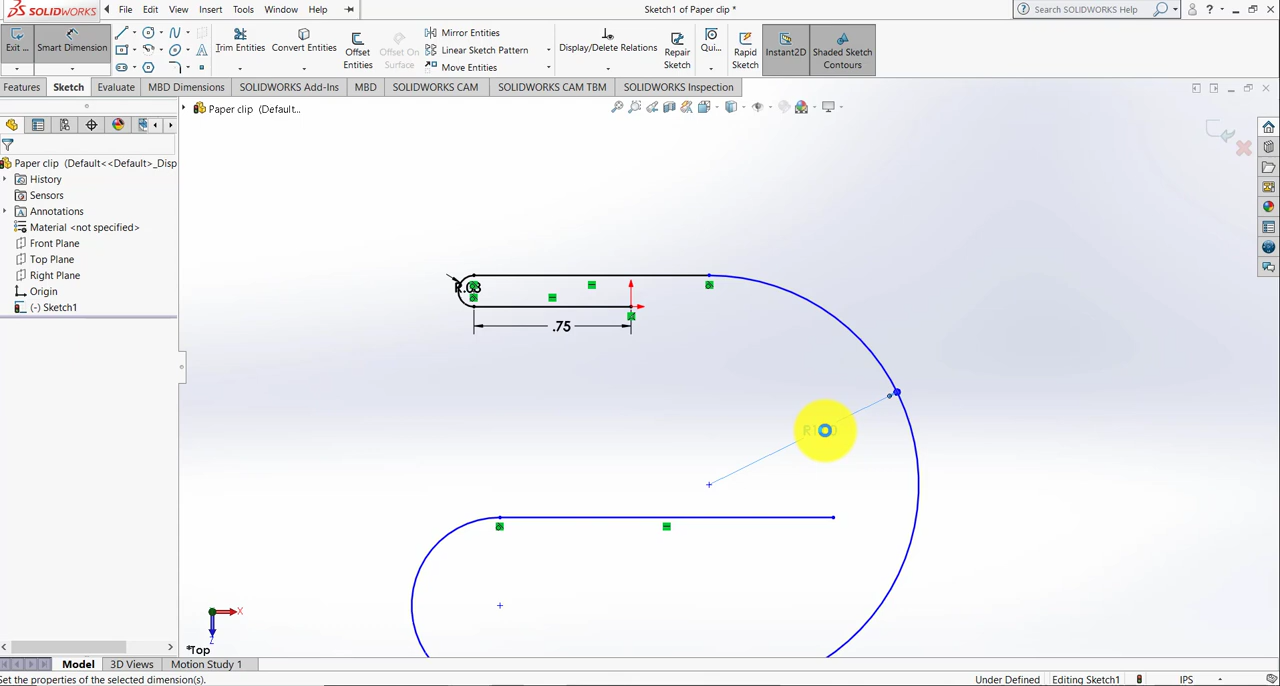 SOLIDWORKS
File
Edit
View
Insert
Tools
Window
Help
Sketch1 of Paper clip *
Search SOLIDWORKS Help
?
Exit ...
Smart Dimension
Trim Entities
Convert Entities
Offset
Entities
Offset On
Surface
Mirror Entities
Linear Sketch Pattern
Move Entities
Display/Delete Relations
Repair
Sketch
Qui...
Rapid
Sketch
Instant2D
Shaded Sketch
Contours
Features
Sketch
Evaluate
MBD Dimensions
SOLIDWORKS Add-Ins
MBD
SOLIDWORKS CAM
SOLIDWORKS CAM TBM
SOLIDWORKS Inspection
Paper clip (Default...
Paper clip (Default<<Default>_Disp
History
Sensors
Annotations
Material <not specified>
Front Plane
Top Plane
Right Plane
Origin
(-) Sketch1
.75
X
Z
*Top
Model
3D Views
Motion Study 1
Set the properties of the selected dimension(s).
Under Defined
Editing Sketch1
IPS